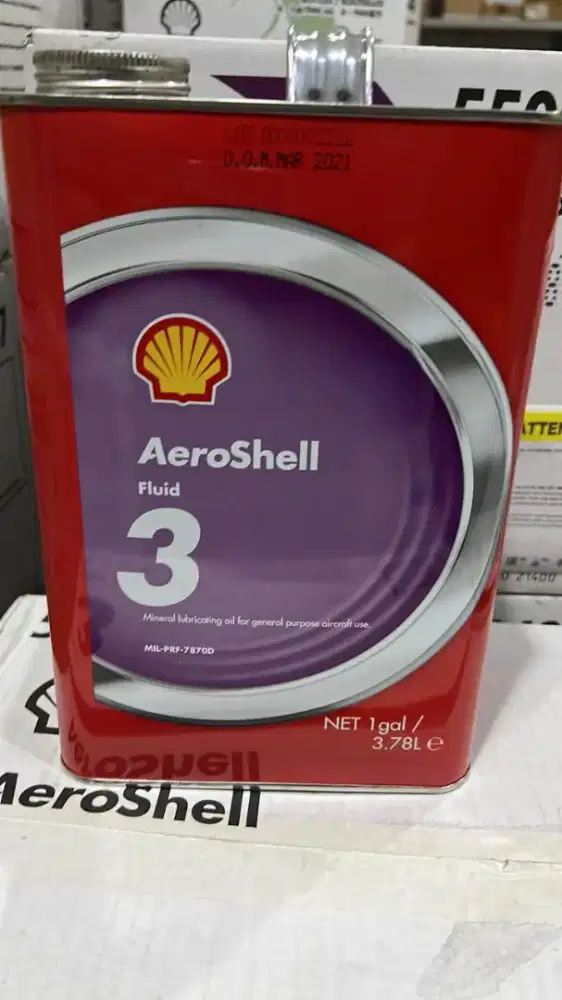 D.O.M.MAR 2021
AeroShell
Fluid
3
Mineral lubricating oil for general purpose aircraft use.
MIL-PRF-7870D
NET 1gal /
3.78L e
AeroShell